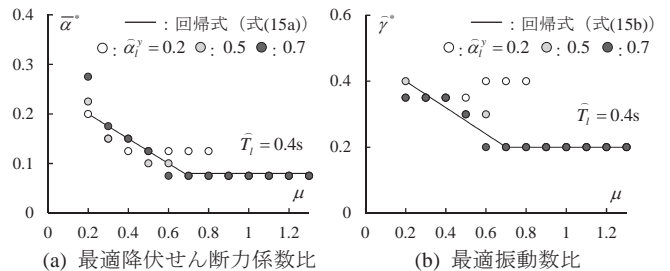 ᾱ* ―― : 回帰式（式(15a)）
○ : α̂ₗʸ = 0.2 ○ : 0.5 ● : 0.7
0.4
0.3
0.2
0.1
0
T̂ₗ = 0.4s
μ
0 0.2 0.4 0.6 0.8 1 1.2
(a) 最適降伏せん断力係数比
γ̂* ―― : 回帰式（式(15b)）
○ : α̂ₗʸ = 0.2 ○ : 0.5 ● : 0.7
0.6
0.4
0.2
0
T̂ₗ = 0.4s
μ
0 0.2 0.4 0.6 0.8 1 1.2
(b) 最適振動数比